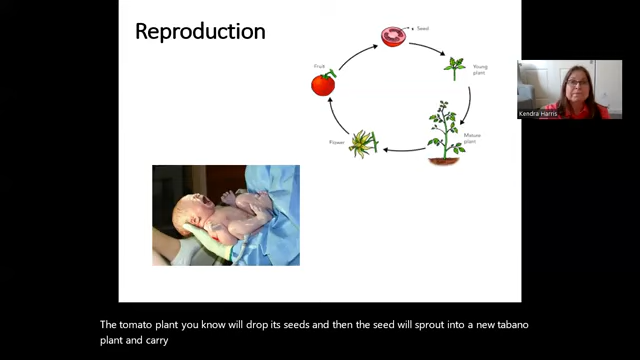 Reproduction
Seed
Fruit
Young
plant
Mature
plant
Flower
Kendra Harris
The tomato plant you know will drop its seeds and then the seed will sprout into a new tabano
plant and carry